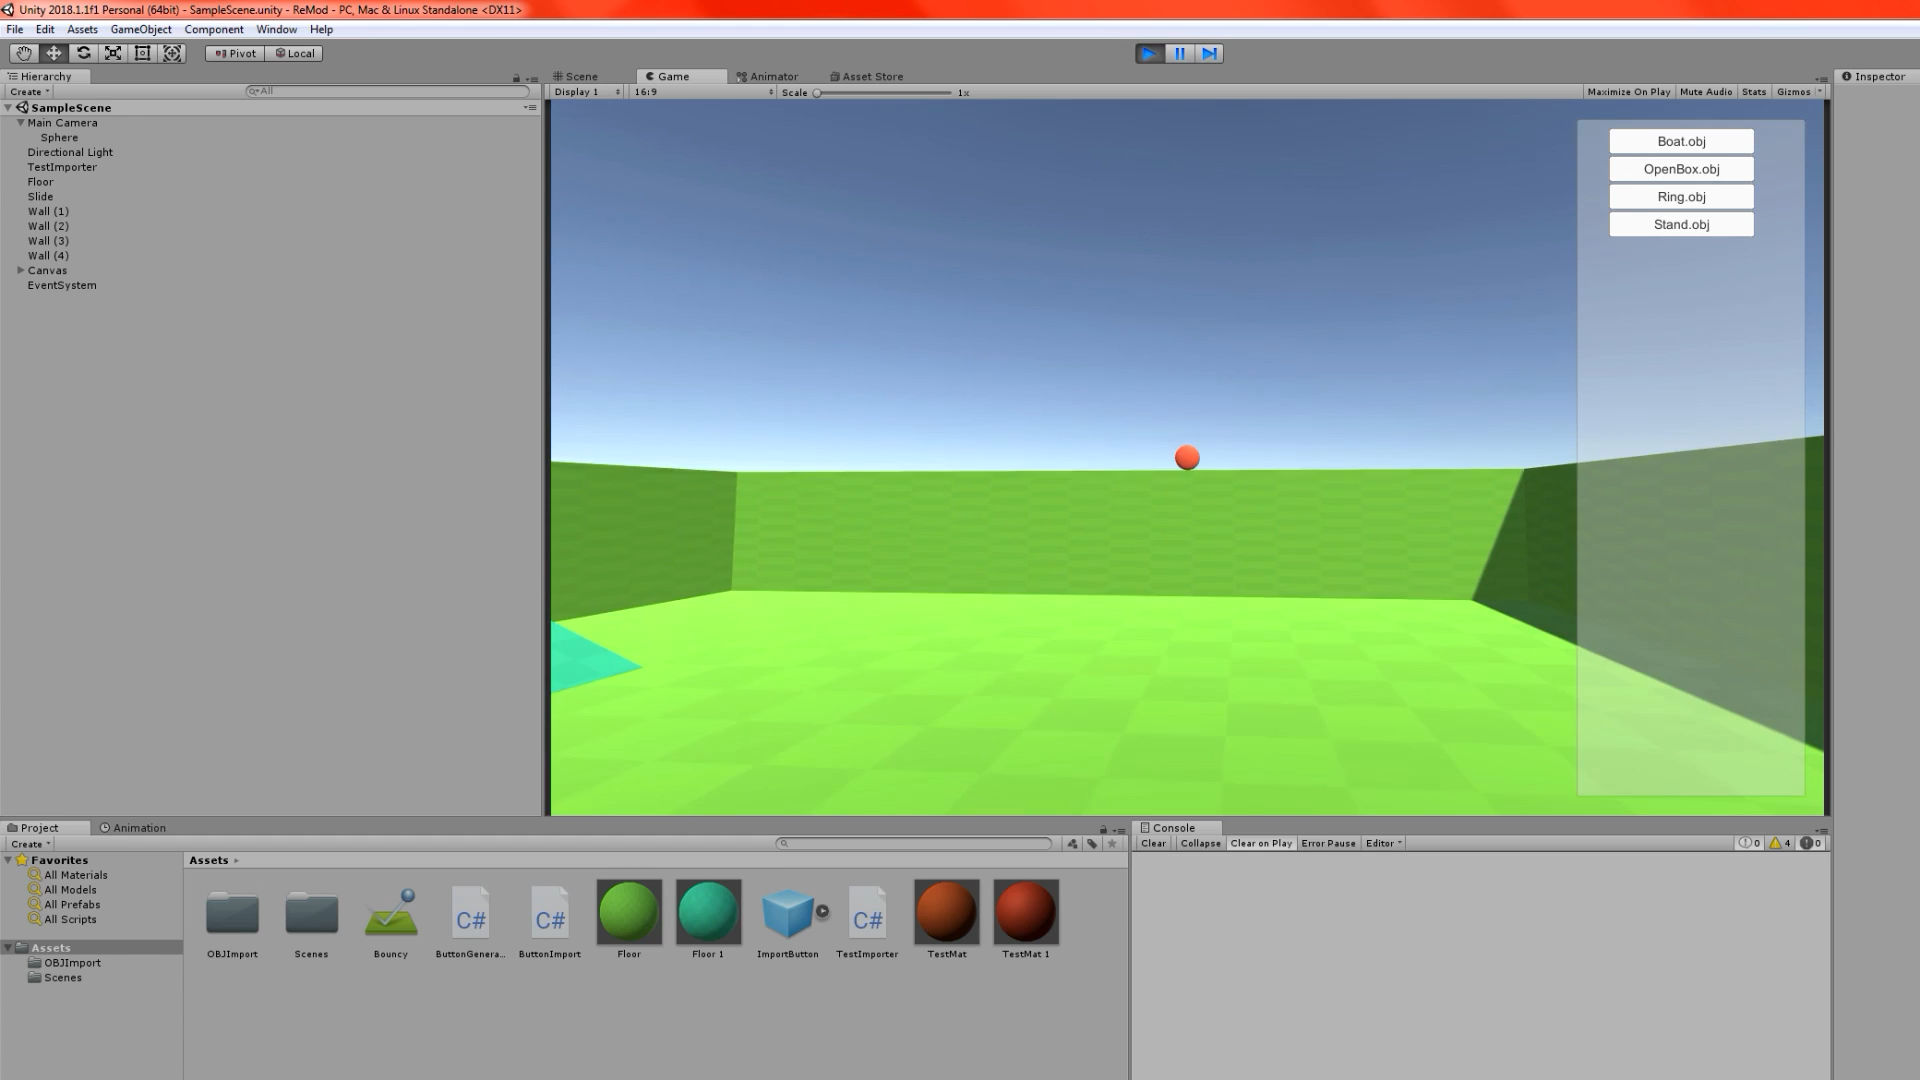 Unity 2018.1.1f1 Personal (64bit) - SampleScene.unity - ReMod - PC, Mac & Linux Standalone <DX11>
File Edit Assets GameObject Component Window Help
Pivot Local
Hierarchy
Create All
SampleScene
Main Camera
Sphere
Directional Light
TestImporter
Floor
Slide
Wall (1)
Wall (2)
Wall (3)
Wall (4)
Canvas
EventSystem
Scene Game Animator Asset Store
Display 1 16:9 Scale 1x Maximize On Play Mute Audio Stats Gizmos
Boat.obj
OpenBox.obj
Ring.obj
Stand.obj
Inspector
Project Animation
Create
Favorites
All Materials
All Models
All Prefabs
All Scripts
Assets
OBJImport
Scenes
Assets
C# C# C#
OBJImport Scenes Bouncy ButtonGenera... ButtonImport Floor Floor 1 ImportButton TestImporter TestMat TestMat 1
Console
Clear Collapse Clear on Play Error Pause Editor 0 4 0